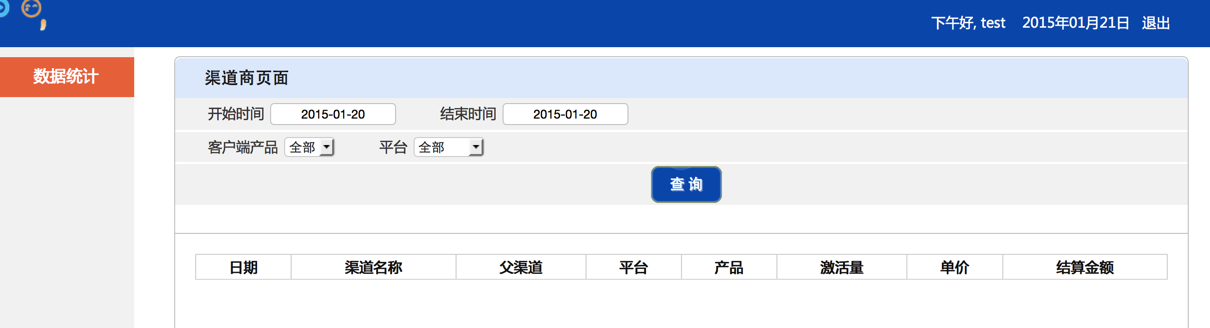 下午好, test 2015年01月21日 退出
数据统计
渠道商页面
开始时间 2015-01-20 结束时间 2015-01-20
客户端产品 全部 平台 全部
查 询
日期 渠道名称 父渠道 平台 产品 激活量 单价 结算金额